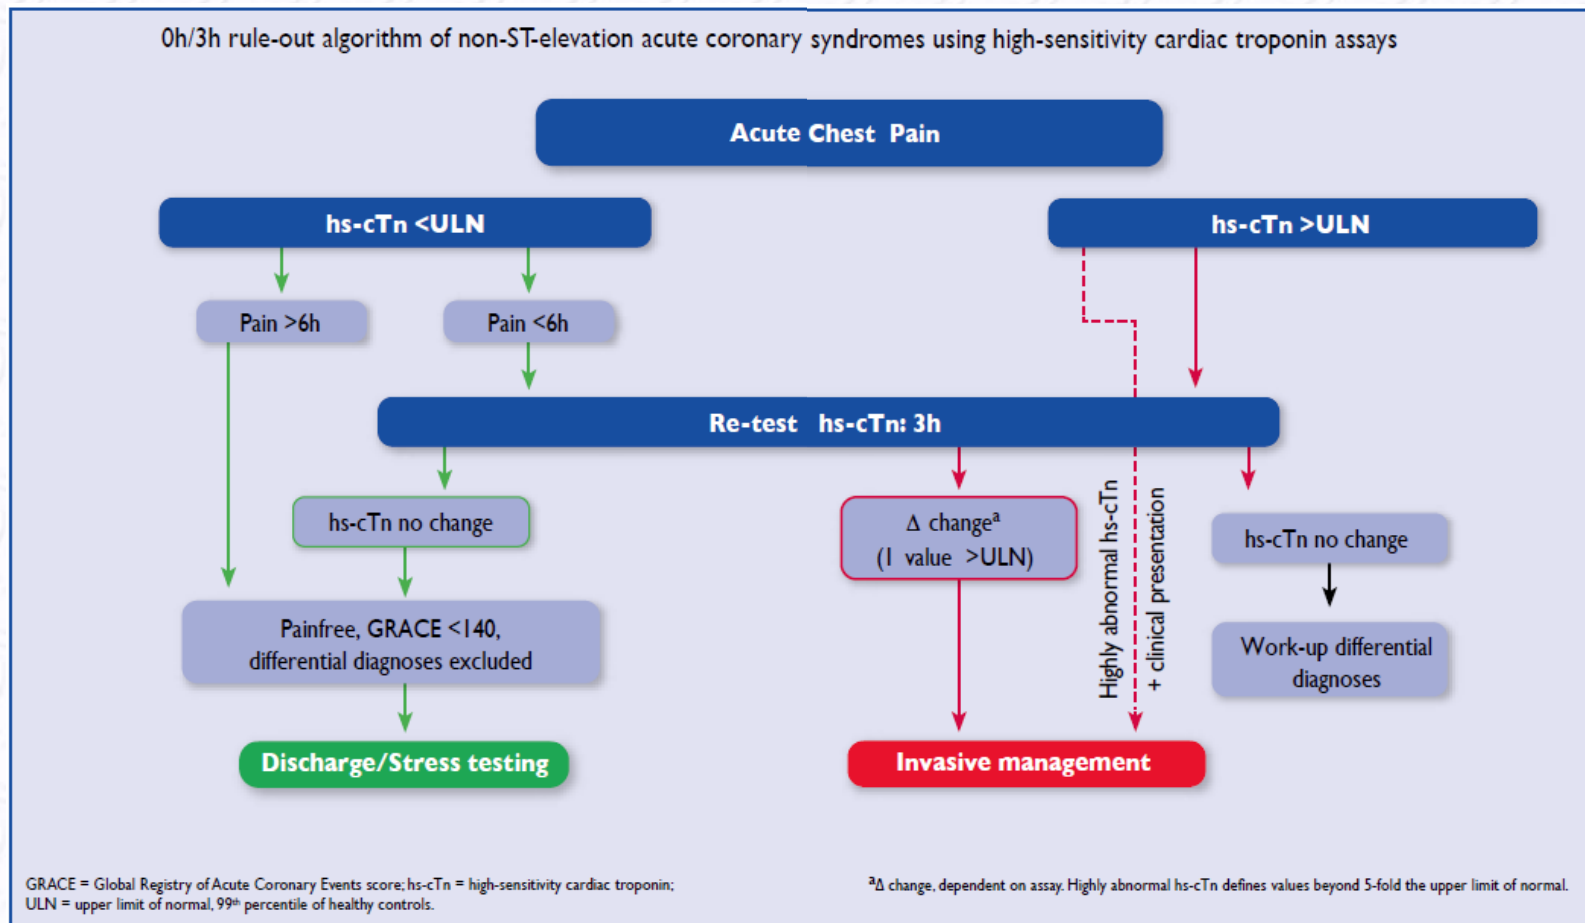 0h/3h rule-out algorithm of non-ST-elevation acute coronary syndromes using high-sensitivity cardiac troponin assays
Acute Chest Pain
hs-cTn <ULN
hs-cTn >ULN
Pain >6h
Pain <6h
Re-test hs-cTn: 3h
hs-cTn no change
Δ change^a
(1 value >ULN)
Highly abnormal hs-cTn
+ clinical presentation
hs-cTn no change
Painfree, GRACE <140,
differential diagnoses excluded
Work-up differential
diagnoses
Discharge/Stress testing
Invasive management
GRACE = Global Registry of Acute Coronary Events score; hs-cTn = high-sensitivity cardiac troponin;
ULN = upper limit of normal, 99th percentile of healthy controls.
^aΔ change, dependent on assay. Highly abnormal hs-cTn defines values beyond 5-fold the upper limit of normal.